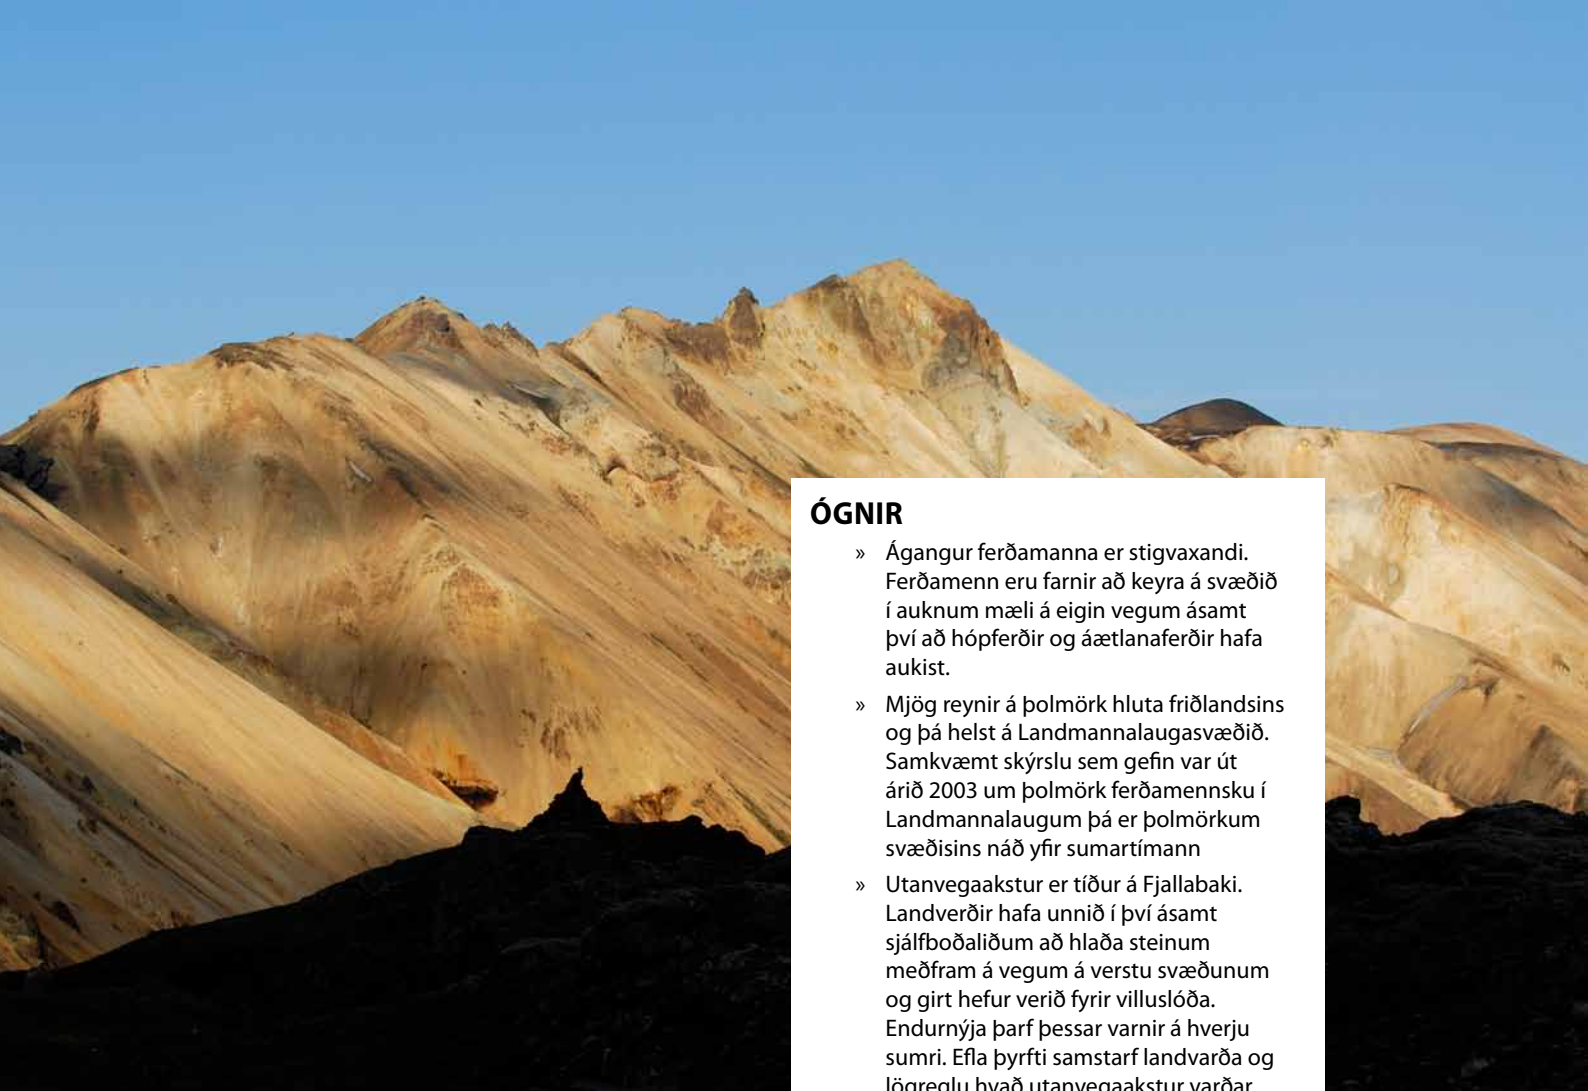 ÓGNIR
» Ágangur ferðamanna er stigvaxandi.
Ferðamenn eru farnir að keyra á svæðið
í auknum mæli á eigin vegum ásamt
því að hópferðir og áætlanaferðir hafa
aukist.
» Mjög reynir á þolmörk hluta friðlandsins
og þá helst á Landmannalaugasvæðið.
Samkvæmt skýrslu sem gefin var út
árið 2003 um þolmörk ferðamennsku í
Landmannalaugum þá er þolmörkum
svæðisins náð yfir sumartímann
» Utanvegaakstur er tíður á Fjallabaki.
Landverðir hafa unnið í því ásamt
sjálfboðaliðum að hlaða steinum
meðfram á vegum á verstu svæðunum
og girt hefur verið fyrir villuslóða.
Endurnýja þarf þessar varnir á hverju
sumri. Efla þyrfti samstarf landvarða og
lögreglu hvað utanvegaakstur varðar